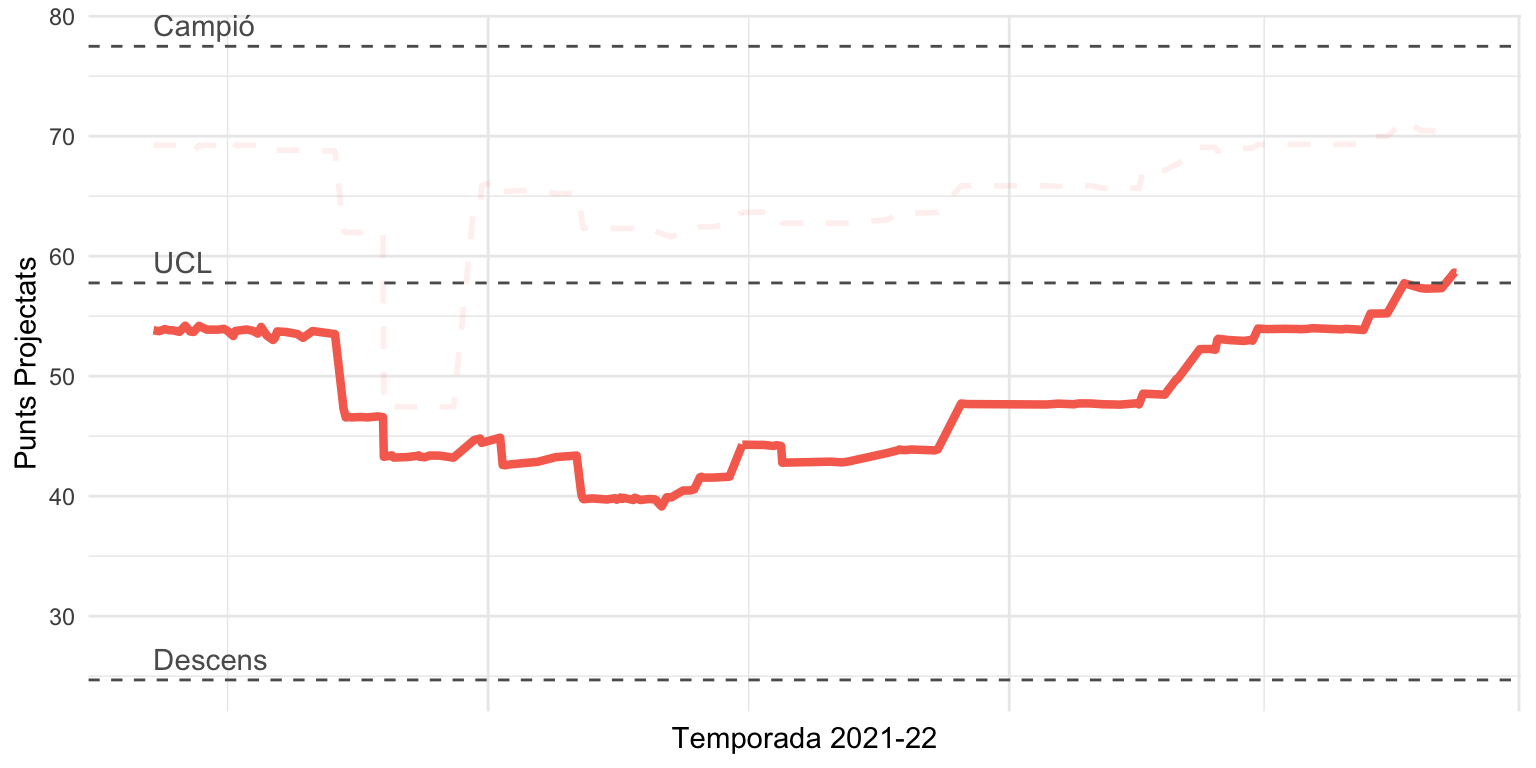 80
Campió
70
UCL
60
50
40
30
Descens
Punts Projectats
Temporada 2021-22